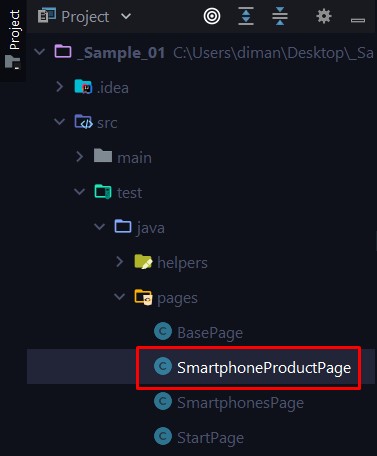 Project
Project
_Sample_01 C:\Users\diman\Desktop\_Sa
.idea
src
main
test
java
helpers
pages
BasePage
SmartphoneProductPage
SmartphonesPage
StartPage